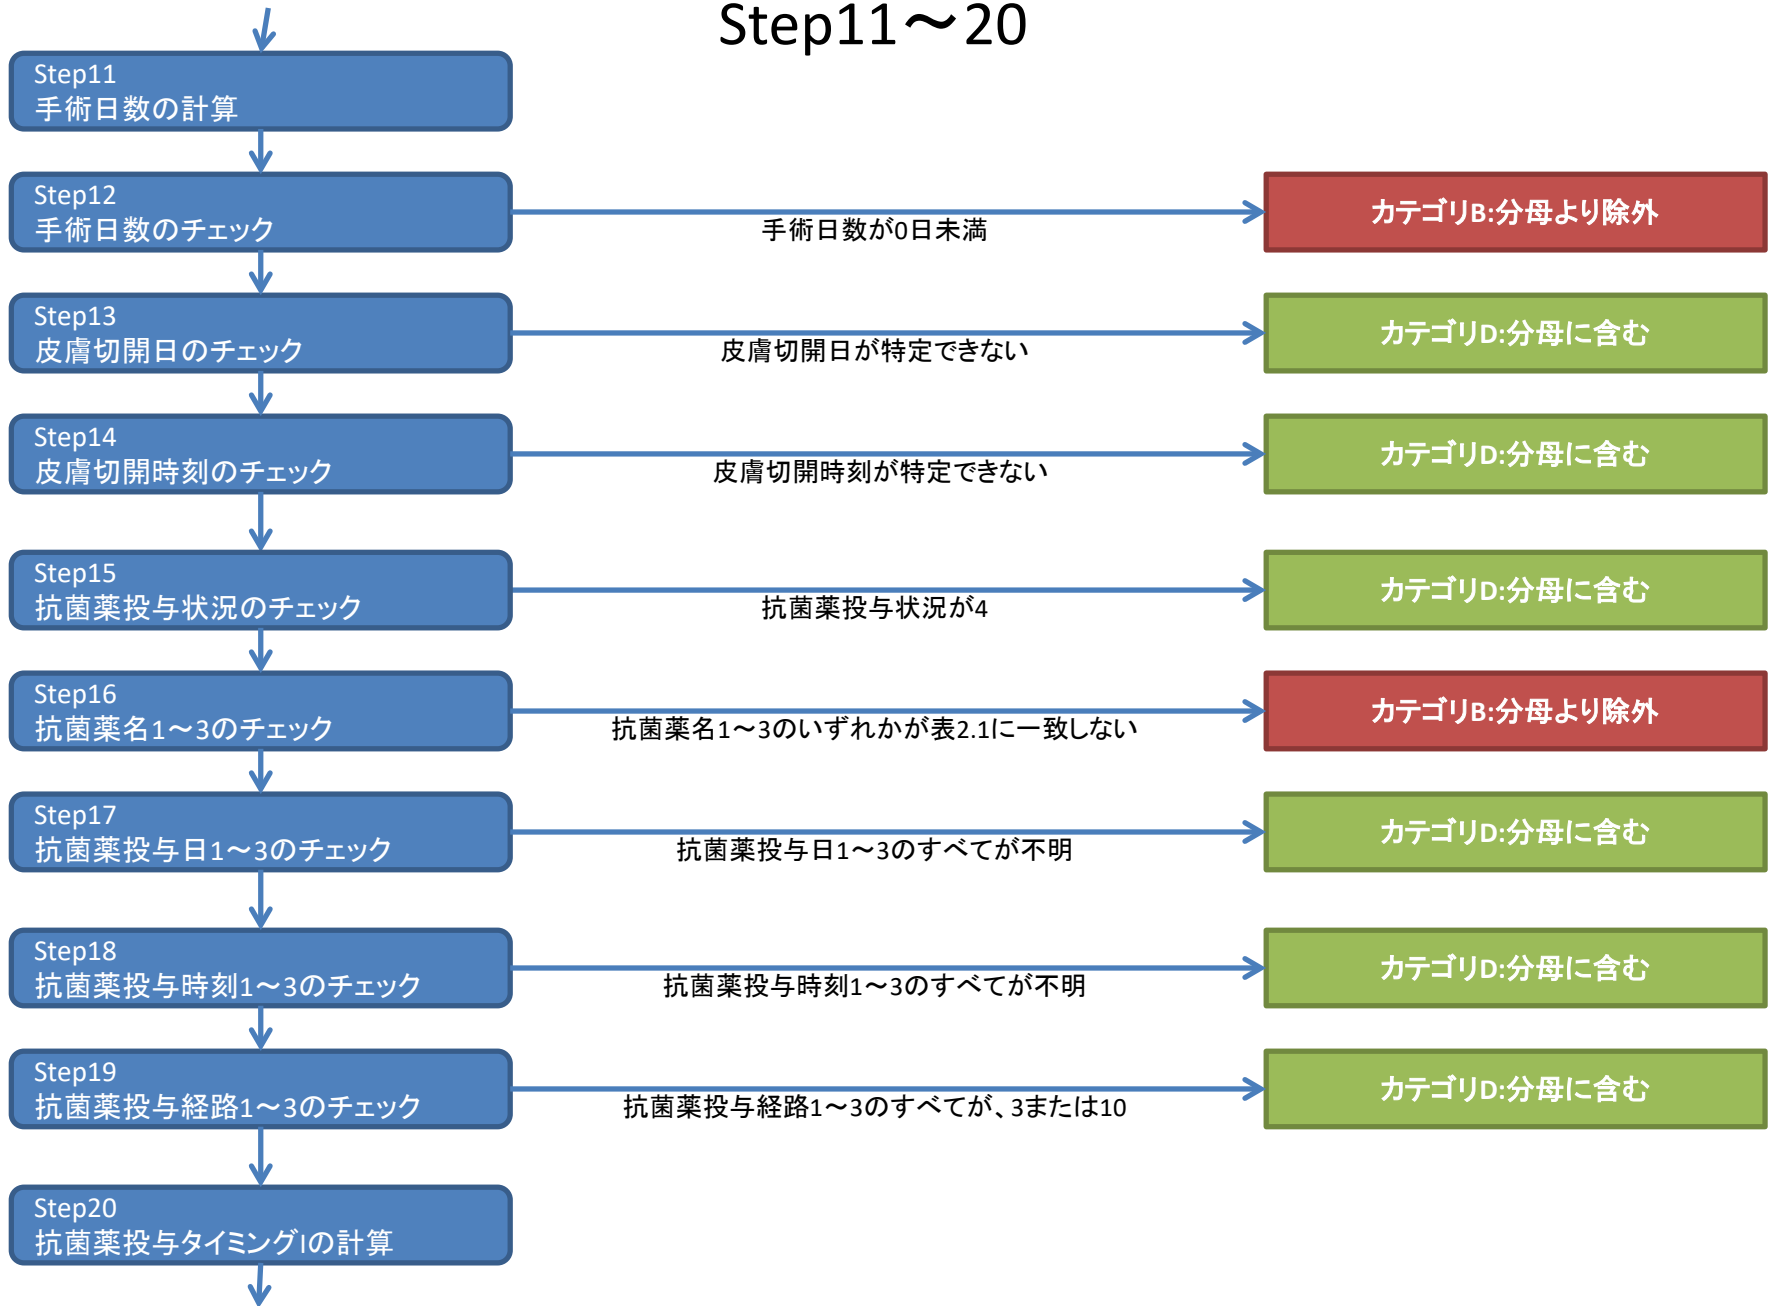 Step11～20
Step11
手術日数の計算
Step12
手術日数のチェック
手術日数が0日未満
カテゴリB:分母より除外
Step13
皮膚切開日のチェック
皮膚切開日が特定できない
カテゴリD:分母に含む
Step14
皮膚切開時刻のチェック
皮膚切開時刻が特定できない
カテゴリD:分母に含む
Step15
抗菌薬投与状況のチェック
抗菌薬投与状況が4
カテゴリD:分母に含む
Step16
抗菌薬名1～3のチェック
抗菌薬名1～3のいずれかが表2.1に一致しない
カテゴリB:分母より除外
Step17
抗菌薬投与日1～3のチェック
抗菌薬投与日1～3のすべてが不明
カテゴリD:分母に含む
Step18
抗菌薬投与時刻1～3のチェック
抗菌薬投与時刻1～3のすべてが不明
カテゴリD:分母に含む
Step19
抗菌薬投与経路1～3のチェック
抗菌薬投与経路1～3のすべてが、3または10
カテゴリD:分母に含む
Step20
抗菌薬投与タイミングIの計算